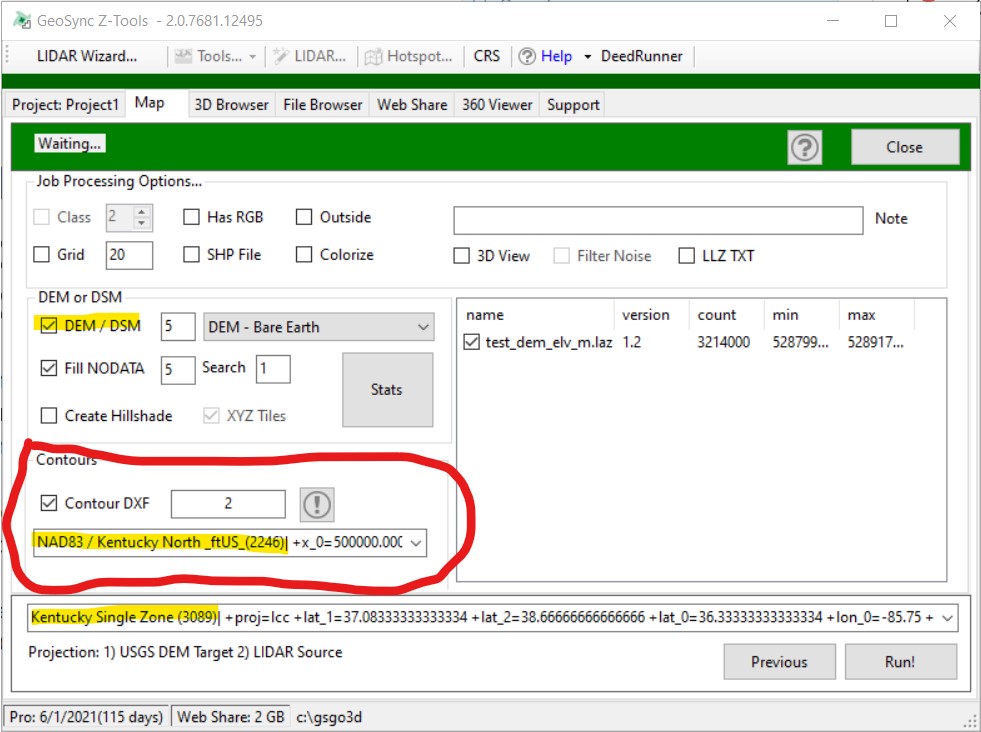 GeoSync Z-Tools - 2.0.7681.12495
LIDAR Wizard... Tools... LIDAR... Hotspot... CRS Help DeedRunner
Project: Project1 Map 3D Browser File Browser Web Share 360 Viewer Support
Waiting... Close
Job Processing Options...
Class 2 Has RGB Outside Note
Grid 20 SHP File Colorize 3D View Filter Noise LLZ TXT
DEM or DSM
DEM / DSM 5 DEM - Bare Earth
Fill NODATA 5 Search 1
Stats
Create Hillshade XYZ Tiles
name version count min max
test_dem_elv_m.laz 1.2 3214000 528799... 528917...
Contours
Contour DXF 2
NAD83 / Kentucky North _ftUS_(2246)| +x_0=500000.000
Kentucky Single Zone (3089)| +proj=lcc +lat_1=37.08333333333334 +lat_2=38.66666666666666 +lat_0=36.33333333333334 +lon_0=-85.75 +
Projection: 1) USGS DEM Target 2) LIDAR Source
Previous Run!
Pro: 6/1/2021(115 days) Web Share: 2 GB c:\gsgo3d